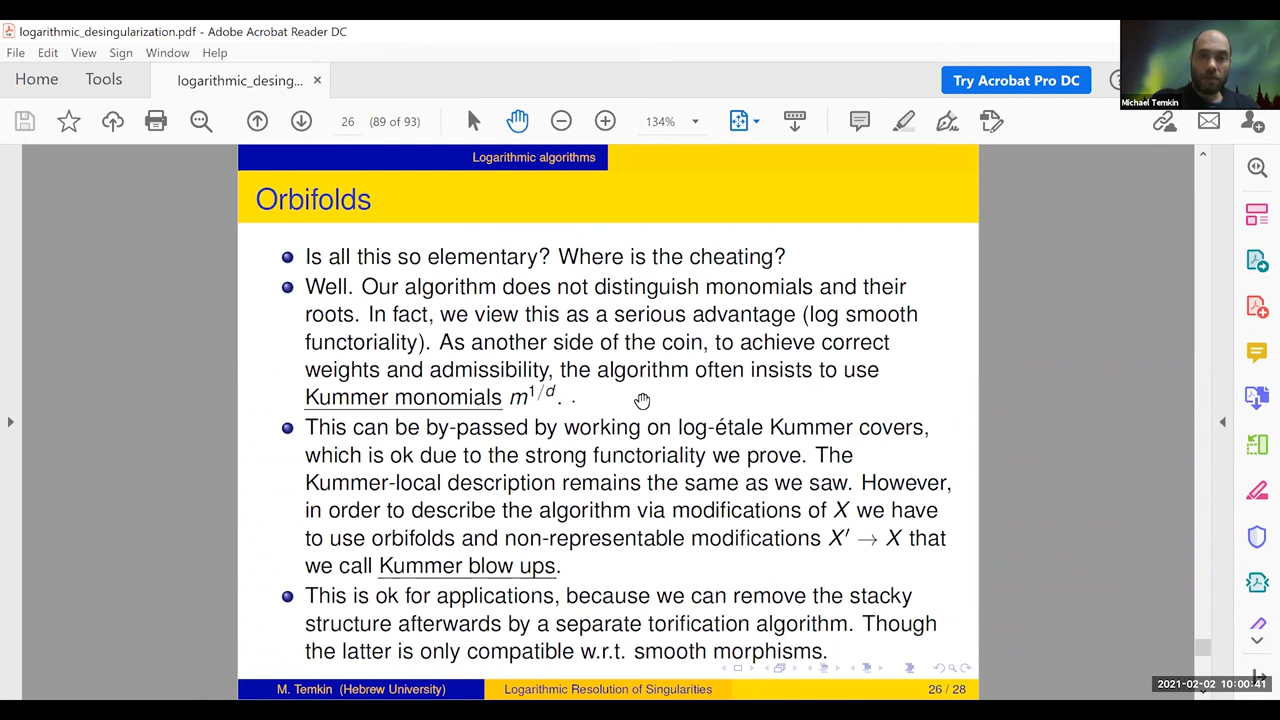 logarithmic_desingularization.pdf - Adobe Acrobat Reader DC
File Edit View Sign Window Help
Home Tools logarithmic_desing... × Try Acrobat Pro DC
Michael Temkin
26 (89 of 93) 134%
Logarithmic algorithms
Orbifolds
Is all this so elementary? Where is the cheating?
Well. Our algorithm does not distinguish monomials and their
roots. In fact, we view this as a serious advantage (log smooth
functoriality). As another side of the coin, to achieve correct
weights and admissibility, the algorithm often insists to use
Kummer monomials m^{1/d}. .
This can be by-passed by working on log-étale Kummer covers,
which is ok due to the strong functoriality we prove. The
Kummer-local description remains the same as we saw. However,
in order to describe the algorithm via modifications of X we have
to use orbifolds and non-representable modifications X′ → X that
we call Kummer blow ups.
This is ok for applications, because we can remove the stacky
structure afterwards by a separate torification algorithm. Though
the latter is only compatible w.r.t. smooth morphisms.
M. Temkin (Hebrew University) Logarithmic Resolution of Singularities 26 / 28
2021-02-02 10:00:41